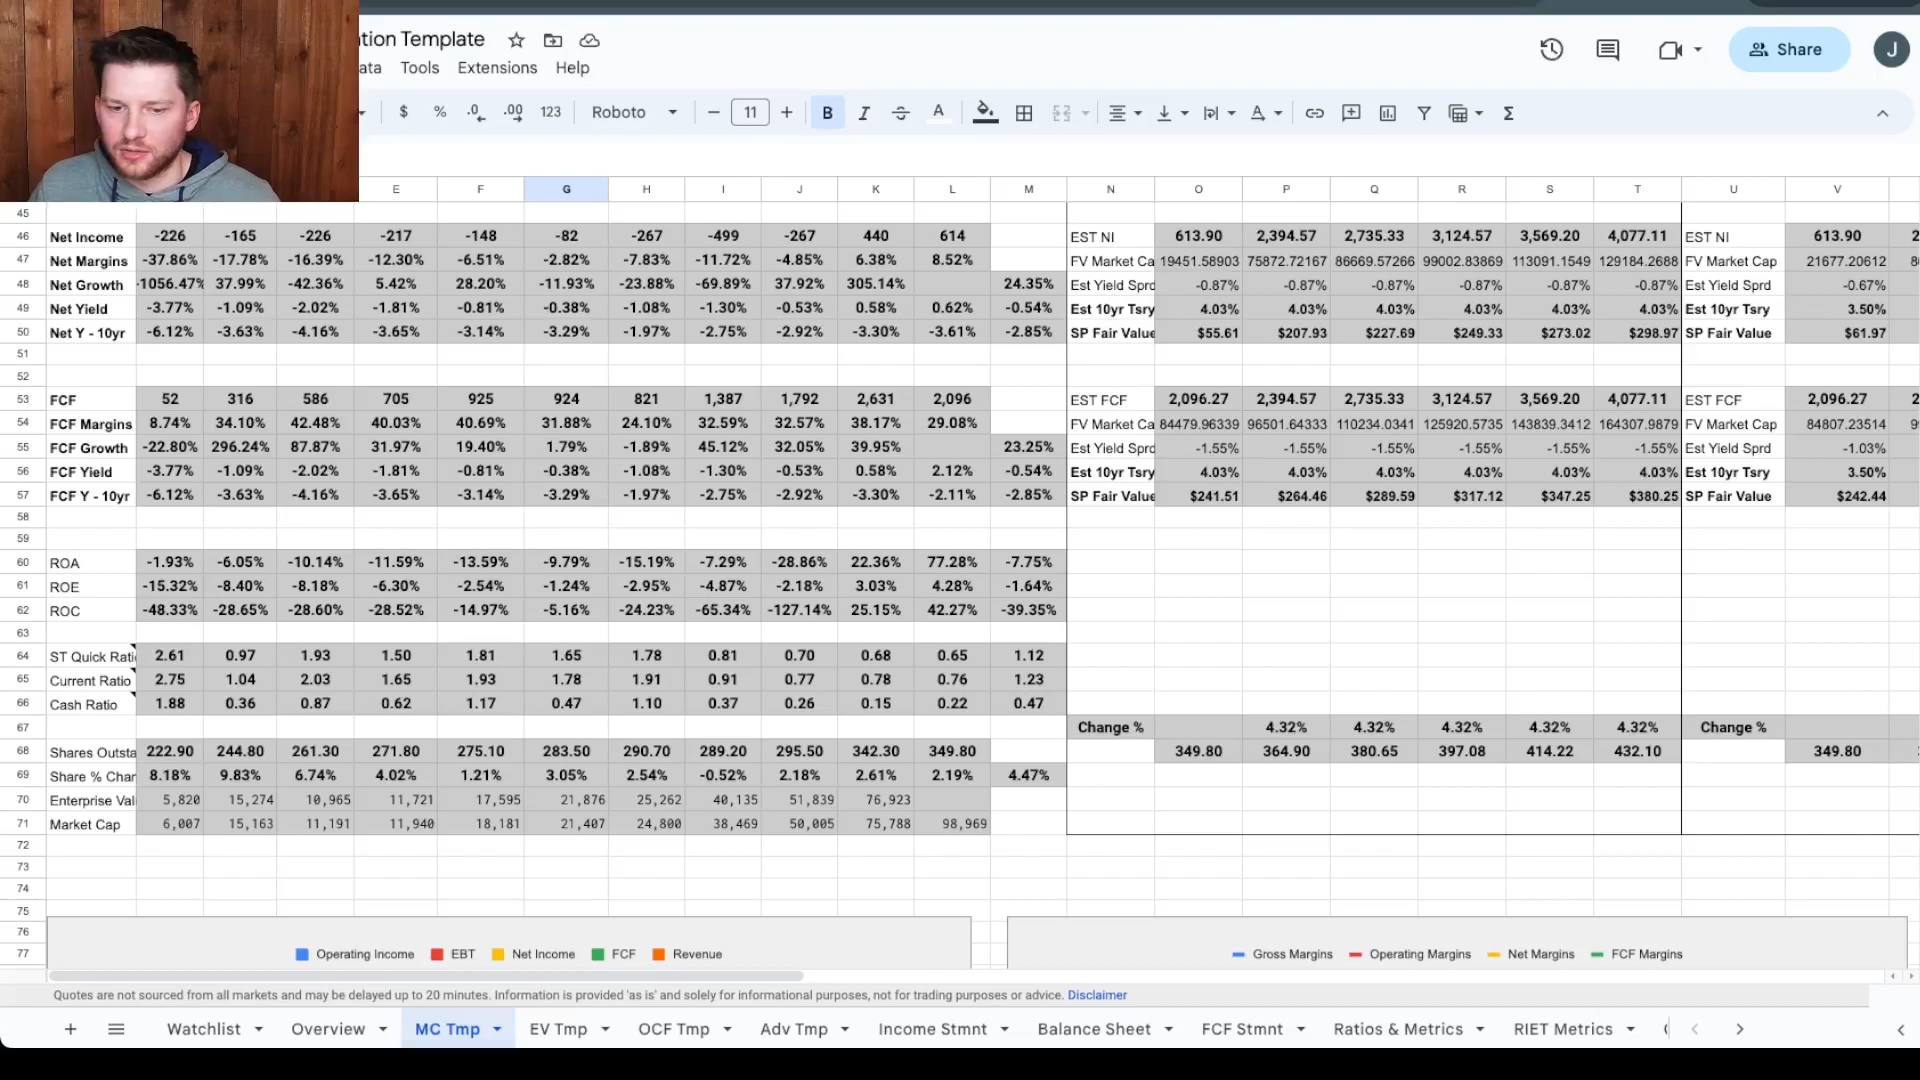 tion Template
Share
J
ata Tools Extensions Help
$ % .0 .00 123 Roboto 11 B I A Σ
E F G H I J K L M N O P Q R S T U V
45
46 Net Income -226 -165 -226 -217 -148 -82 -267 -499 -267 440 614 EST NI 613.90 2,394.57 2,735.33 3,124.57 3,569.20 4,077.11 EST NI 613.90 2
47 Net Margins -37.86% -17.78% -16.39% -12.30% -6.51% -2.82% -7.83% -11.72% -4.85% 6.38% 8.52% FV Market Ca 19451.58903 75872.72167 86669.57266 99002.83869 113091.1549 129184.2688 FV Market Cap 21677.20612 8
48 Net Growth -1056.47% 37.99% -42.36% 5.42% 28.20% -11.93% -23.88% -69.89% 37.92% 305.14% 24.35% Est Yield Sprd -0.87% -0.87% -0.87% -0.87% -0.87% -0.87% Est Yield Sprd -0.67%
49 Net Yield -3.77% -1.09% -2.02% -1.81% -0.81% -0.38% -1.08% -1.30% -0.53% 0.58% 0.62% -0.54% Est 10yr Tsry 4.03% 4.03% 4.03% 4.03% 4.03% 4.03% Est 10yr Tsry 3.50%
50 Net Y - 10yr -6.12% -3.63% -4.16% -3.65% -3.14% -3.29% -1.97% -2.75% -2.92% -3.30% -3.61% -2.85% SP Fair Value $55.61 $207.93 $227.69 $249.33 $273.02 $298.97 SP Fair Value $61.97
51
52
53 FCF 52 316 586 705 925 924 821 1,387 1,792 2,631 2,096 EST FCF 2,096.27 2,394.57 2,735.33 3,124.57 3,569.20 4,077.11 EST FCF 2,096.27 2
54 FCF Margins 8.74% 34.10% 42.48% 40.03% 40.69% 31.88% 24.10% 32.59% 32.57% 38.17% 29.08% FV Market Ca 84479.96339 96501.64333 110234.0341 125920.5735 143839.3412 164307.9879 FV Market Cap 84807.23514 9
55 FCF Growth -22.80% 296.24% 87.87% 31.97% 19.40% 1.79% -1.89% 45.12% 32.05% 39.95% 23.25% Est Yield Sprd -1.55% -1.55% -1.55% -1.55% -1.55% -1.55% Est Yield Sprd -1.03%
56 FCF Yield -3.77% -1.09% -2.02% -1.81% -0.81% -0.38% -1.08% -1.30% -0.53% 0.58% 2.12% -0.54% Est 10yr Tsry 4.03% 4.03% 4.03% 4.03% 4.03% 4.03% Est 10yr Tsry 3.50%
57 FCF Y - 10yr -6.12% -3.63% -4.16% -3.65% -3.14% -3.29% -1.97% -2.75% -2.92% -3.30% -2.11% -2.85% SP Fair Value $241.51 $264.46 $289.59 $317.12 $347.25 $380.25 SP Fair Value $242.44
58
59
60 ROA -1.93% -6.05% -10.14% -11.59% -13.59% -9.79% -15.19% -7.29% -28.86% 22.36% 77.28% -7.75%
61 ROE -15.32% -8.40% -8.18% -6.30% -2.54% -1.24% -2.95% -4.87% -2.18% 3.03% 4.28% -1.64%
62 ROC -48.33% -28.65% -28.60% -28.52% -14.97% -5.16% -24.23% -65.34% -127.14% 25.15% 42.27% -39.35%
63
64 ST Quick Rati 2.61 0.97 1.93 1.50 1.81 1.65 1.78 0.81 0.70 0.68 0.65 1.12
65 Current Ratio 2.75 1.04 2.03 1.65 1.93 1.78 1.91 0.91 0.77 0.78 0.76 1.23
66 Cash Ratio 1.88 0.36 0.87 0.62 1.17 0.47 1.10 0.37 0.26 0.15 0.22 0.47
67 Change % 4.32% 4.32% 4.32% 4.32% 4.32% Change %
68 Shares Outsta 222.90 244.80 261.30 271.80 275.10 283.50 290.70 289.20 295.50 342.30 349.80 349.80 364.90 380.65 397.08 414.22 432.10 349.80
69 Share % Char 8.18% 9.83% 6.74% 4.02% 1.21% 3.05% 2.54% -0.52% 2.18% 2.61% 2.19% 4.47%
70 Enterprise Val 5,820 15,274 10,965 11,721 17,595 21,876 25,262 40,135 51,839 76,923
71 Market Cap 6,007 15,163 11,191 11,940 18,181 21,407 24,800 38,469 50,005 75,788 98,969
72
73
74
75
76
77 Operating Income EBT Net Income FCF Revenue Gross Margins Operating Margins Net Margins FCF Margins
Quotes are not sourced from all markets and may be delayed up to 20 minutes. Information is provided 'as is' and solely for informational purposes, not for trading purposes or advice. Disclaimer
Watchlist Overview MC Tmp EV Tmp OCF Tmp Adv Tmp Income Stmnt Balance Sheet FCF Stmnt Ratios & Metrics RIET Metrics